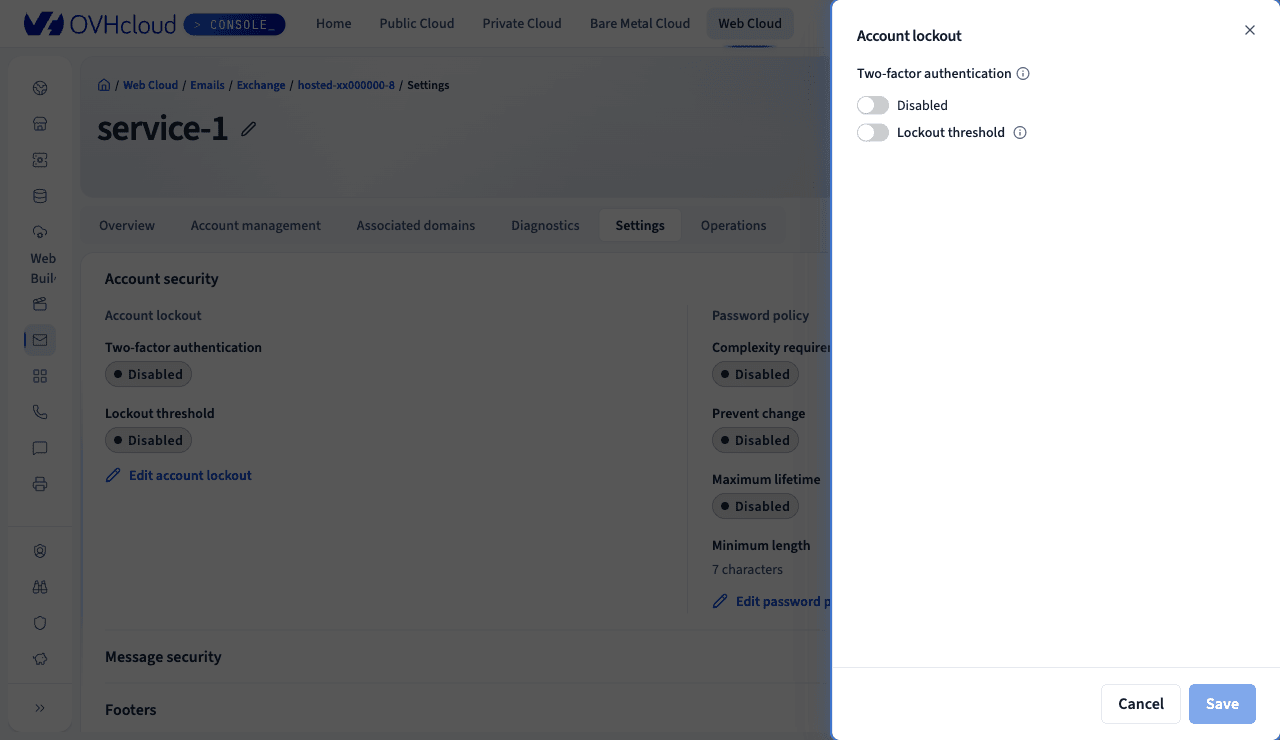 OVHcloud > CONSOLE_
Home
Public Cloud
Private Cloud
Bare Metal Cloud
Web Cloud
/ Web Cloud / Emails / Exchange / hosted-xx000000-8 / Settings
service-1
Overview
Account management
Associated domains
Diagnostics
Settings
Operations
Web
Buil
Account security
Account lockout
Two-factor authentication
Disabled
Lockout threshold
Disabled
Edit account lockout
Password policy
Complexity require
Disabled
Prevent change
Disabled
Maximum lifetime
Disabled
Minimum length
7 characters
Edit password p
Message security
Footers
Account lockout
Two-factor authentication
Disabled
Lockout threshold
Cancel
Save